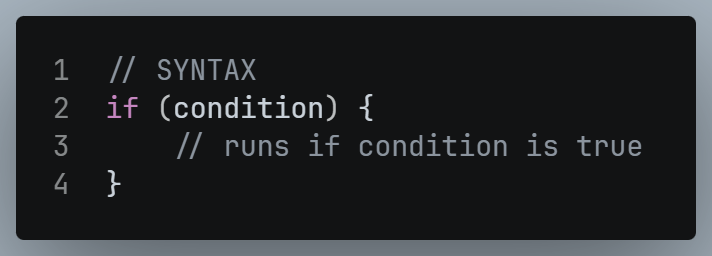 1 // SYNTAX
2 if (condition) {
3     // runs if condition is true
4 }